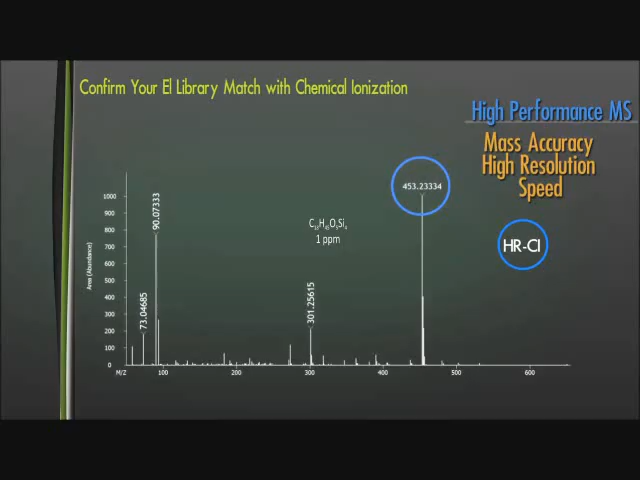 Confirm Your EI Library Match with Chemical Ionization
High Performance MS
Mass Accuracy
High Resolution
Speed
HR-CI
453.23334
90.07333
73.04685
301.25615
1 ppm
Area (Abundance)
1000
900
800
700
600
500
400
300
200
100
0
M/Z
100
200
300
400
500
600